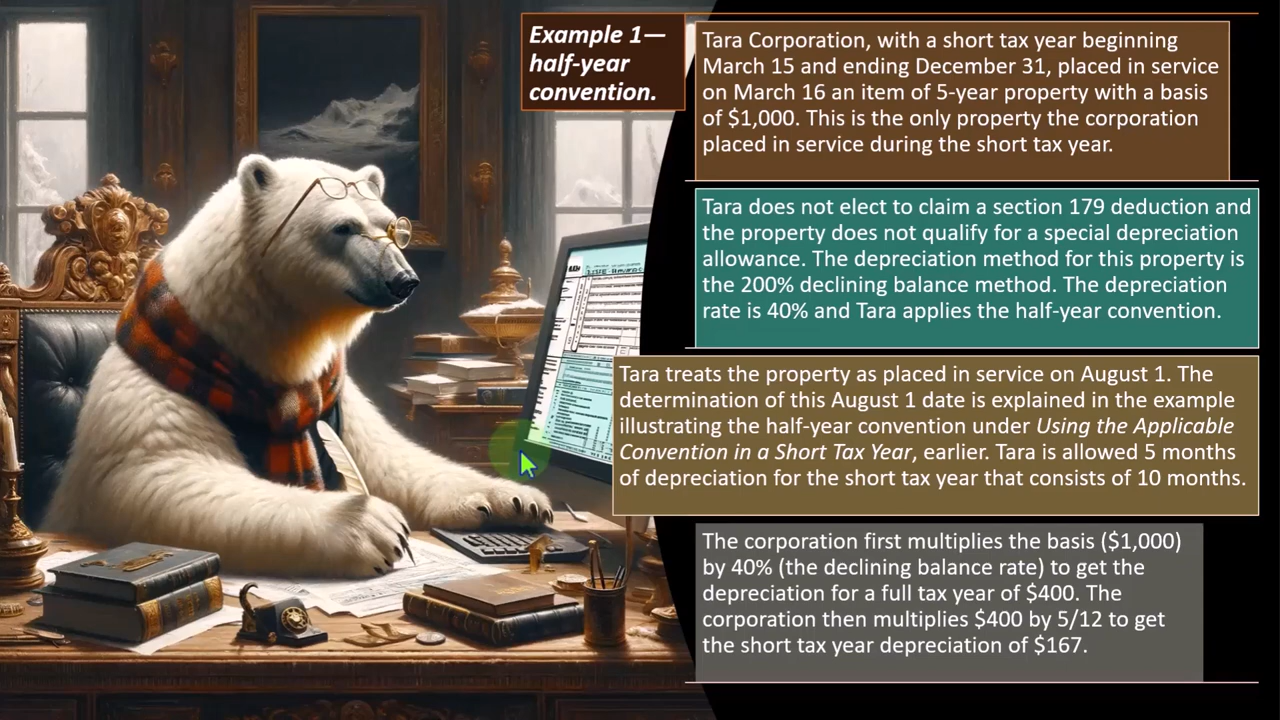 Example 1—
half-year
convention.
Tara Corporation, with a short tax year beginning
March 15 and ending December 31, placed in service
on March 16 an item of 5-year property with a basis
of $1,000. This is the only property the corporation
placed in service during the short tax year.
Tara does not elect to claim a section 179 deduction and
the property does not qualify for a special depreciation
allowance. The depreciation method for this property is
the 200% declining balance method. The depreciation
rate is 40% and Tara applies the half-year convention.
Tara treats the property as placed in service on August 1. The
determination of this August 1 date is explained in the example
illustrating the half-year convention under Using the Applicable
Convention in a Short Tax Year, earlier. Tara is allowed 5 months
of depreciation for the short tax year that consists of 10 months.
The corporation first multiplies the basis ($1,000)
by 40% (the declining balance rate) to get the
depreciation for a full tax year of $400. The
corporation then multiplies $400 by 5/12 to get
the short tax year depreciation of $167.